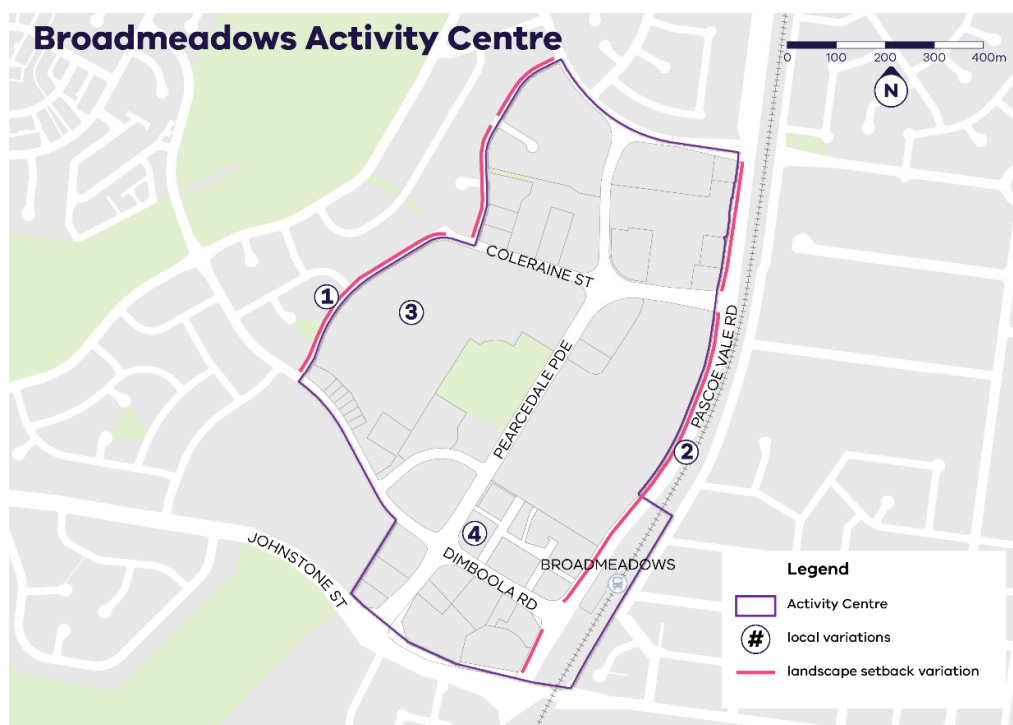 Broadmeadows Activity Centre
0 100 200 300 400m
N
COLERAINE ST
1
3
PASCOE VALE RD
PEARCEDALE PDE
2
4
JOHNSTONE ST
DIMBOOLA RD
BROADMEADOWS
Legend
Activity Centre
# local variations
landscape setback variation